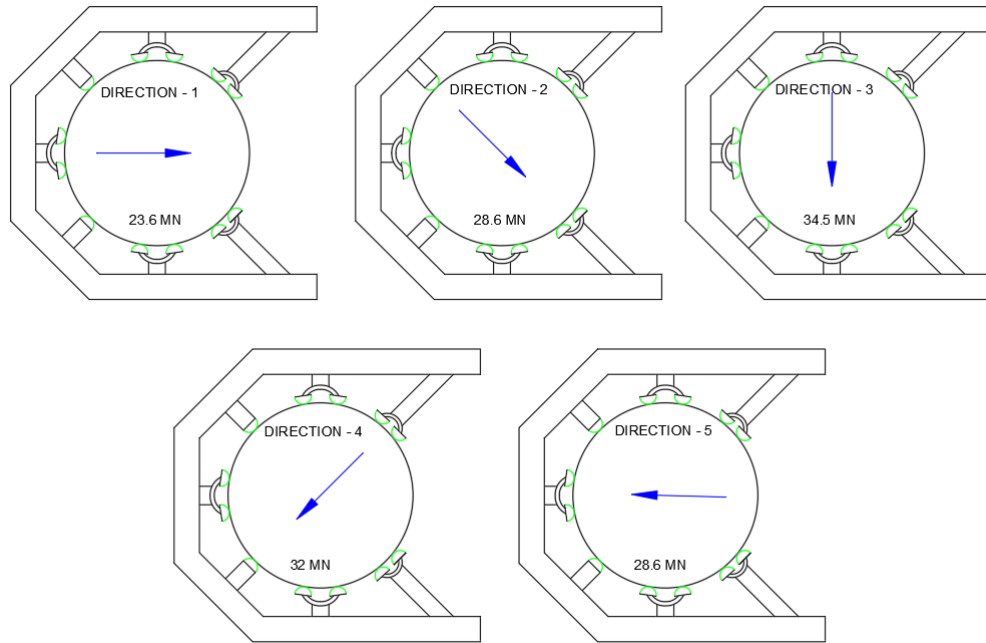 DIRECTION - 1
23.6 MN
DIRECTION - 2
28.6 MN
DIRECTION - 3
34.5 MN
DIRECTION - 4
32 MN
DIRECTION - 5
28.6 MN